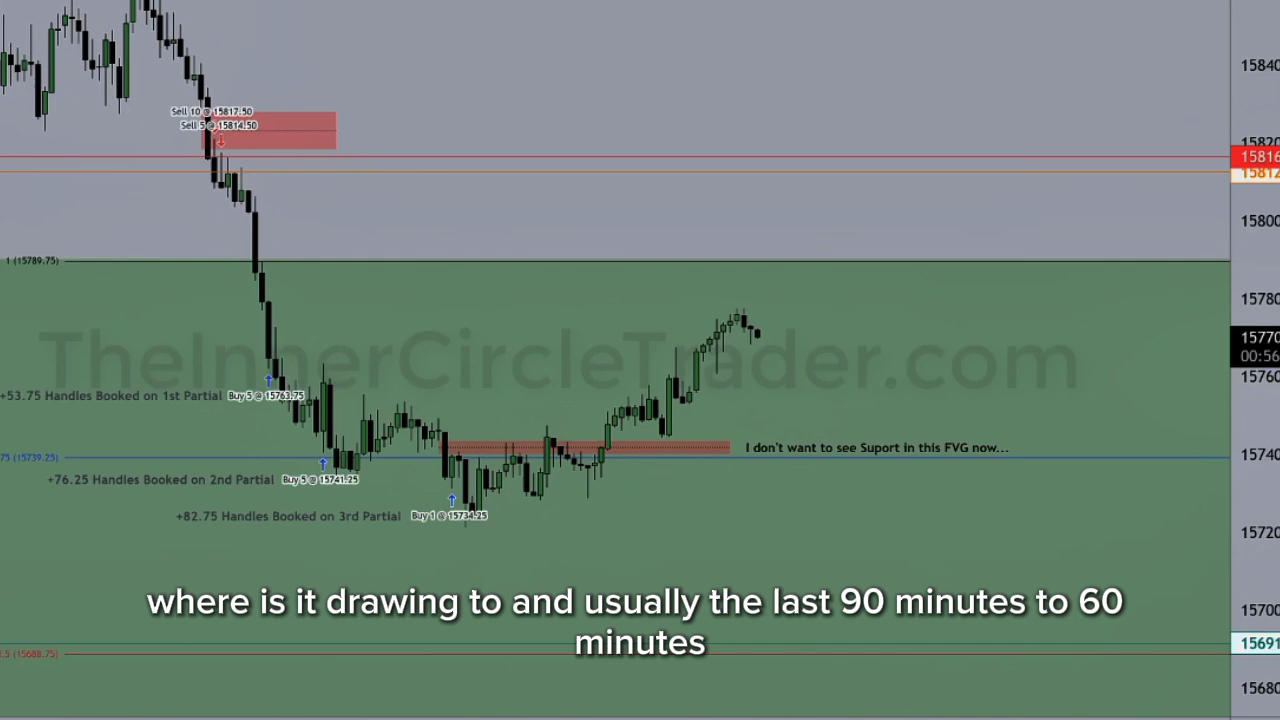 15840
Sell 10 @ 15817.50
Sell 5 @ 15814.50
15820
15816
15812
15800
1 (15789.75)
15780
TheInnerCircleTrader.com
15770
00:56
15760
+53.75 Handles Booked on 1st Partial
Buy 5 @ 15763.75
I don't want to see Suport in this FVG now...
75 (15739.25)
15740
+76.25 Handles Booked on 2nd Partial
Buy 5 @ 15741.25
+82.75 Handles Booked on 3rd Partial
Buy 1 @ 15734.25
15720
where is it drawing to and usually the last 90 minutes to 60
minutes
15700
15691
.5 (15688.75)
15680